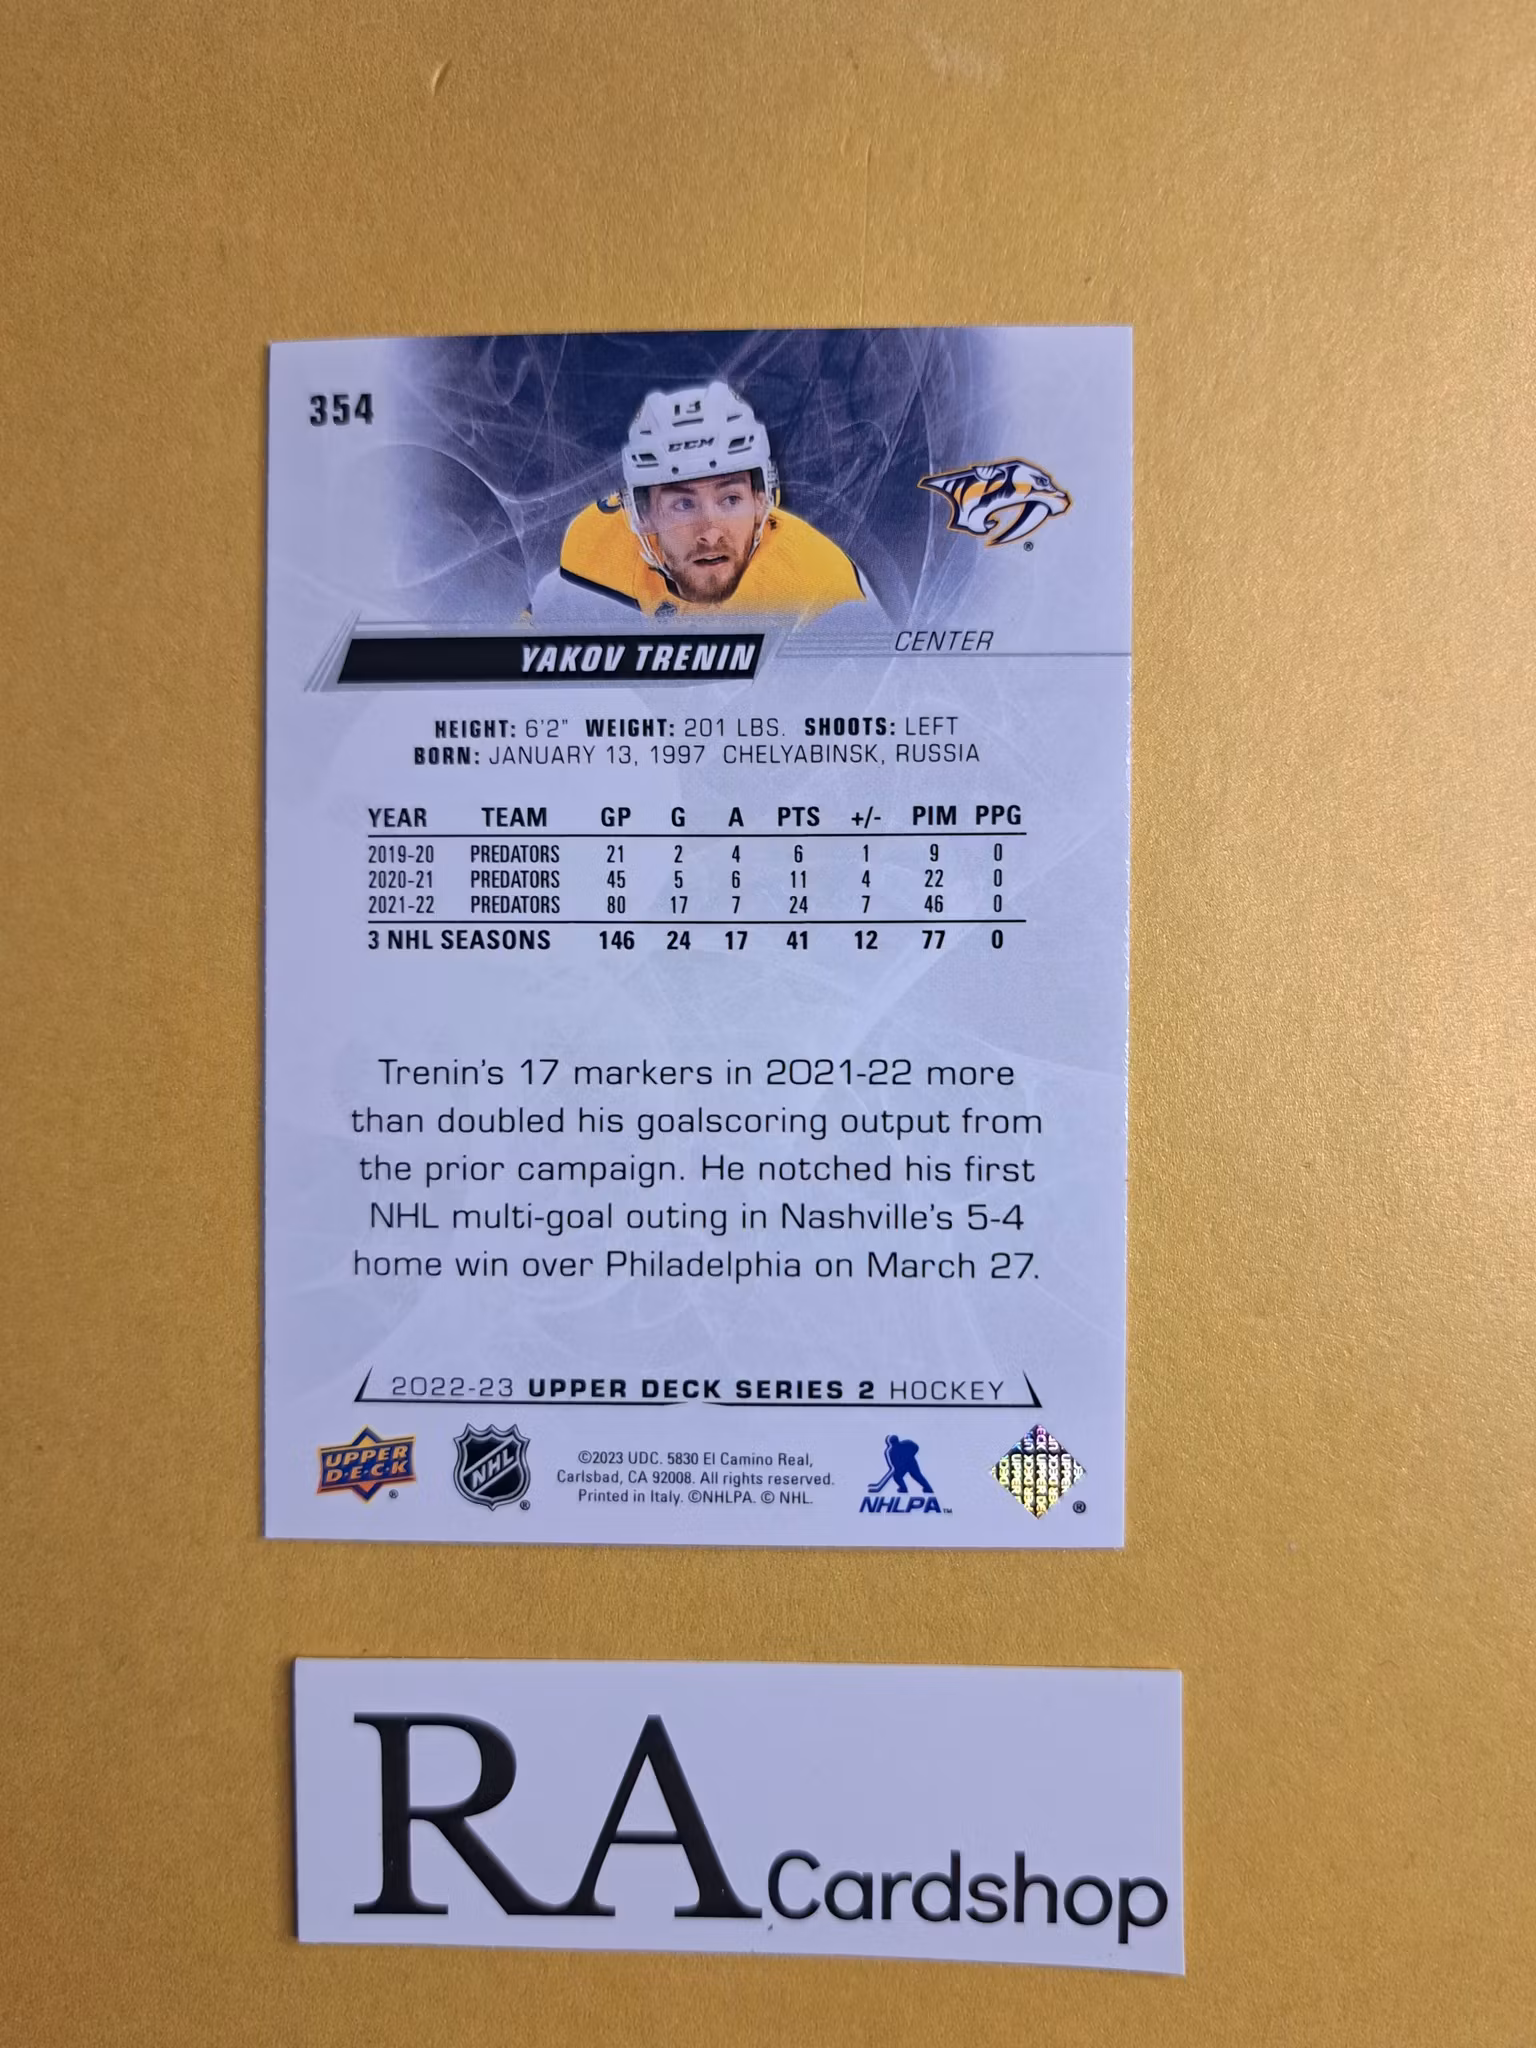 354
13
CCM
YAKOV TRENIN
CENTER
HEIGHT: 6'2" WEIGHT: 201 LBS. SHOOTS: LEFT
BORN: JANUARY 13, 1997 CHELYABINSK, RUSSIA
YEAR TEAM GP G A PTS +/- PIM PPG
2019-20 PREDATORS 21 2 4 6 1 9 0
2020-21 PREDATORS 45 5 6 11 4 22 0
2021-22 PREDATORS 80 17 7 24 7 46 0
3 NHL SEASONS 146 24 17 41 12 77 0
Trenin's 17 markers in 2021-22 more
than doubled his goalscoring output from
the prior campaign. He notched his first
NHL multi-goal outing in Nashville's 5-4
home win over Philadelphia on March 27.
2022-23 UPPER DECK SERIES 2 HOCKEY
UPPER
D·E·C·K
®
NHL
®
©2023 UDC. 5830 El Camino Real,
Carlsbad, CA 92008. All rights reserved.
Printed in Italy. ©NHLPA. © NHL.
NHLPA™
®
RA Cardshop